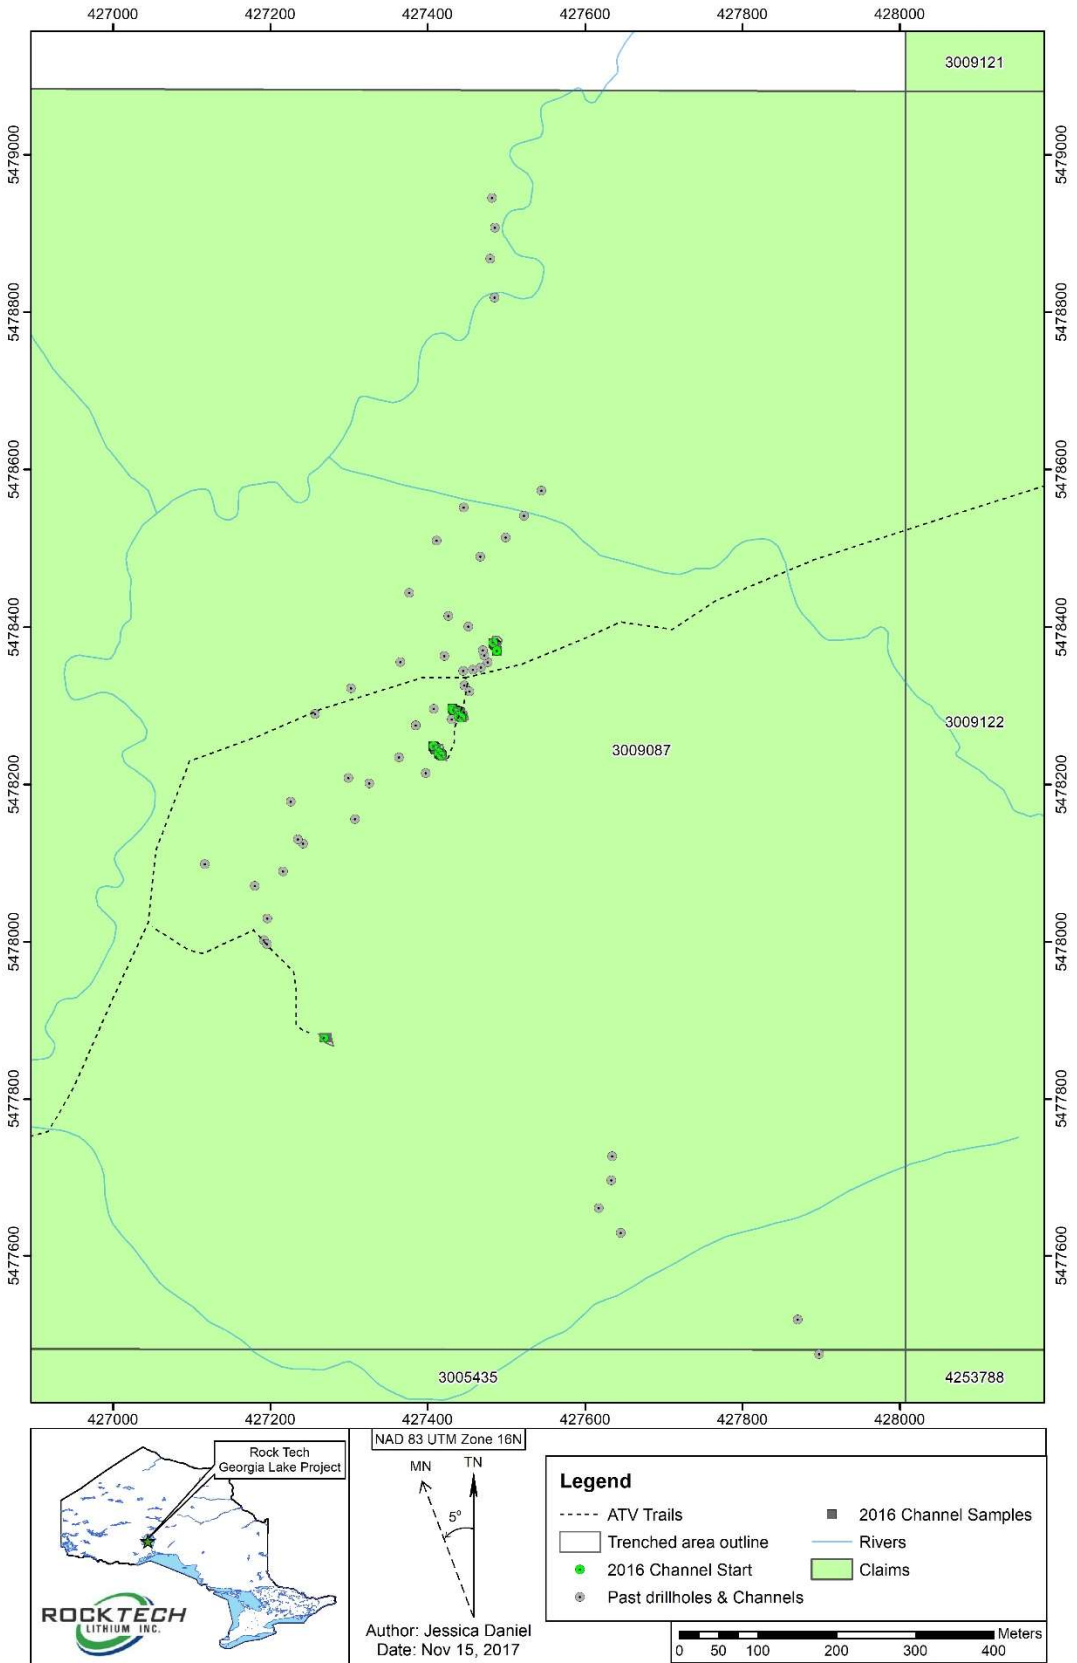 427000 427200 427400 427600 427800 428000
3009121
5479000 5479000
5478800 5478800
5478600 5478600
5478400 5478400
3009122
3009087
5478200 5478200
5478000 5478000
5477800 5477800
5477600 5477600
3005435 4253788
427000 427200 427400 427600 427800 428000
Rock Tech
Georgia Lake Project
ROCKTECH
LITHIUM INC.
NAD 83 UTM Zone 16N
MN TN
5°
Author: Jessica Daniel
Date: Nov 15, 2017
Legend
ATV Trails
Trenched area outline
2016 Channel Start
Past drillholes & Channels
2016 Channel Samples
Rivers
Claims
Meters
0 50 100 200 300 400